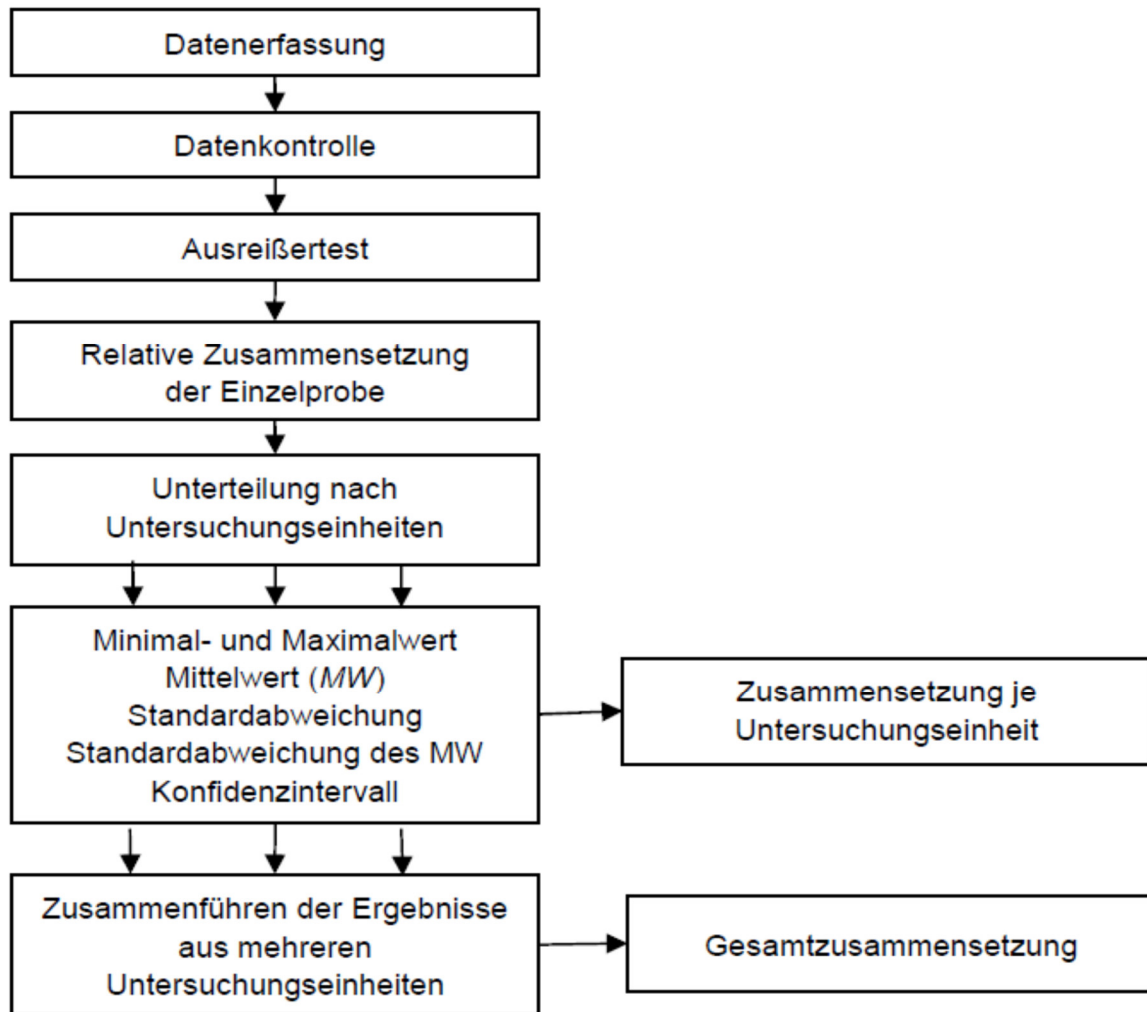 Datenerfassung
Datenkontrolle
Ausreißertest
Relative Zusammensetzung
der Einzelprobe
Unterteilung nach
Untersuchungseinheiten
Minimal- und Maximalwert
Mittelwert (MW)
Standardabweichung
Standardabweichung des MW
Konfidenzintervall
Zusammensetzung je
Untersuchungseinheit
Zusammenführen der Ergebnisse
aus mehreren
Untersuchungseinheiten
Gesamtzusammensetzung